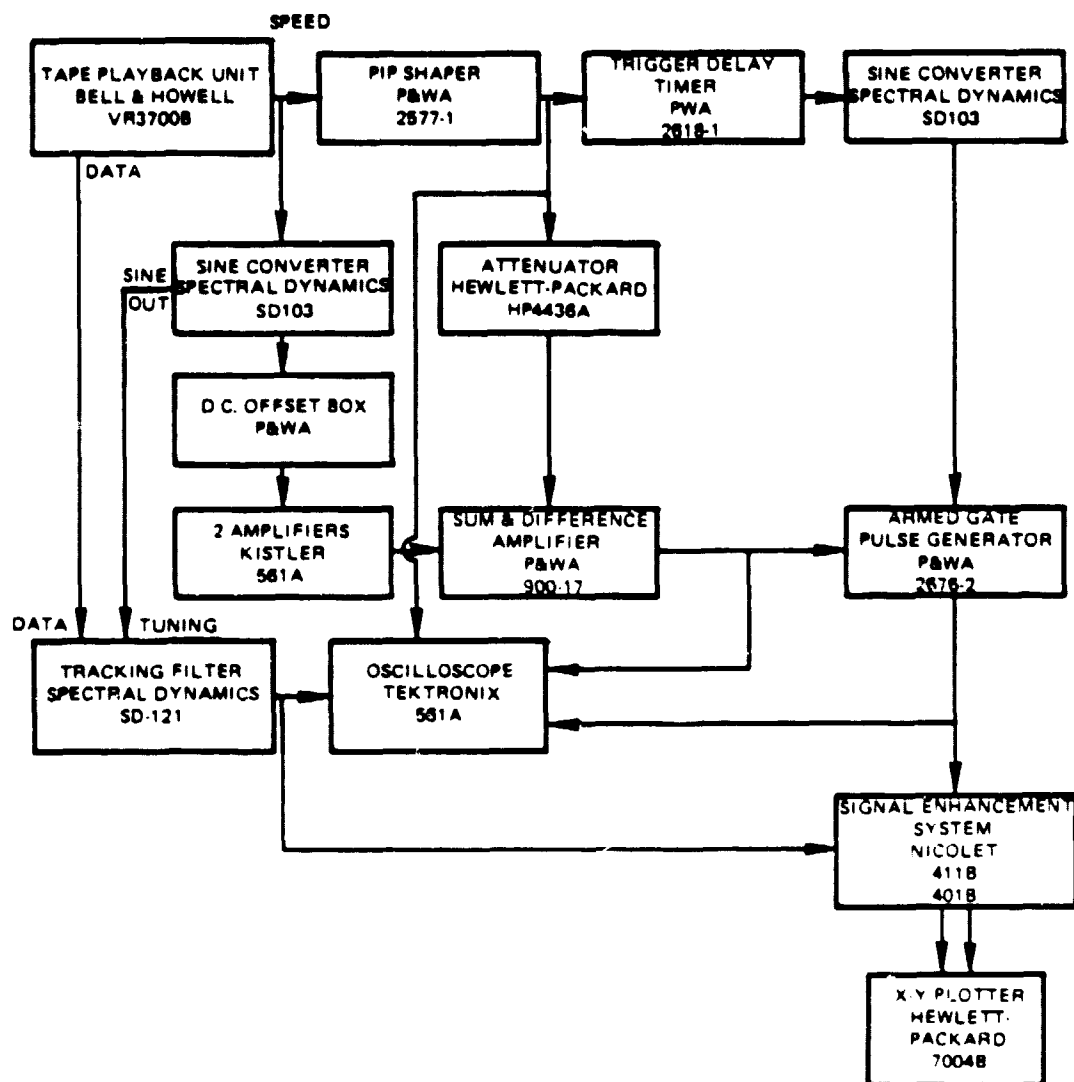 SPEED
TAPE PLAYBACK UNIT
BELL & HOWELL
VR3700B
PIP SHAPER
P&WA
2677-1
TRIGGER DELAY
TIMER
PWA
2618-1
SINE CONVERTER
SPECTRAL DYNAMICS
SD103
DATA
SINE
OUT
SINE CONVERTER
SPECTRAL DYNAMICS
SD103
ATTENUATOR
HEWLETT-PACKARD
HP4436A
D.C. OFFSET BOX
P&WA
2 AMPLIFIERS
KISTLER
561A
SUM & DIFFERENCE
AMPLIFIER
P&WA
900-17
ARMED GATE
PULSE GENERATOR
P&WA
2676-2
DATA
TUNING
TRACKING FILTER
SPECTRAL DYNAMICS
SD-121
OSCILLOSCOPE
TEKTRONIX
561A
SIGNAL ENHANCEMENT
SYSTEM
NICOLET
411B
401B
X-Y PLOTTER
HEWLETT-
PACKARD
7004B